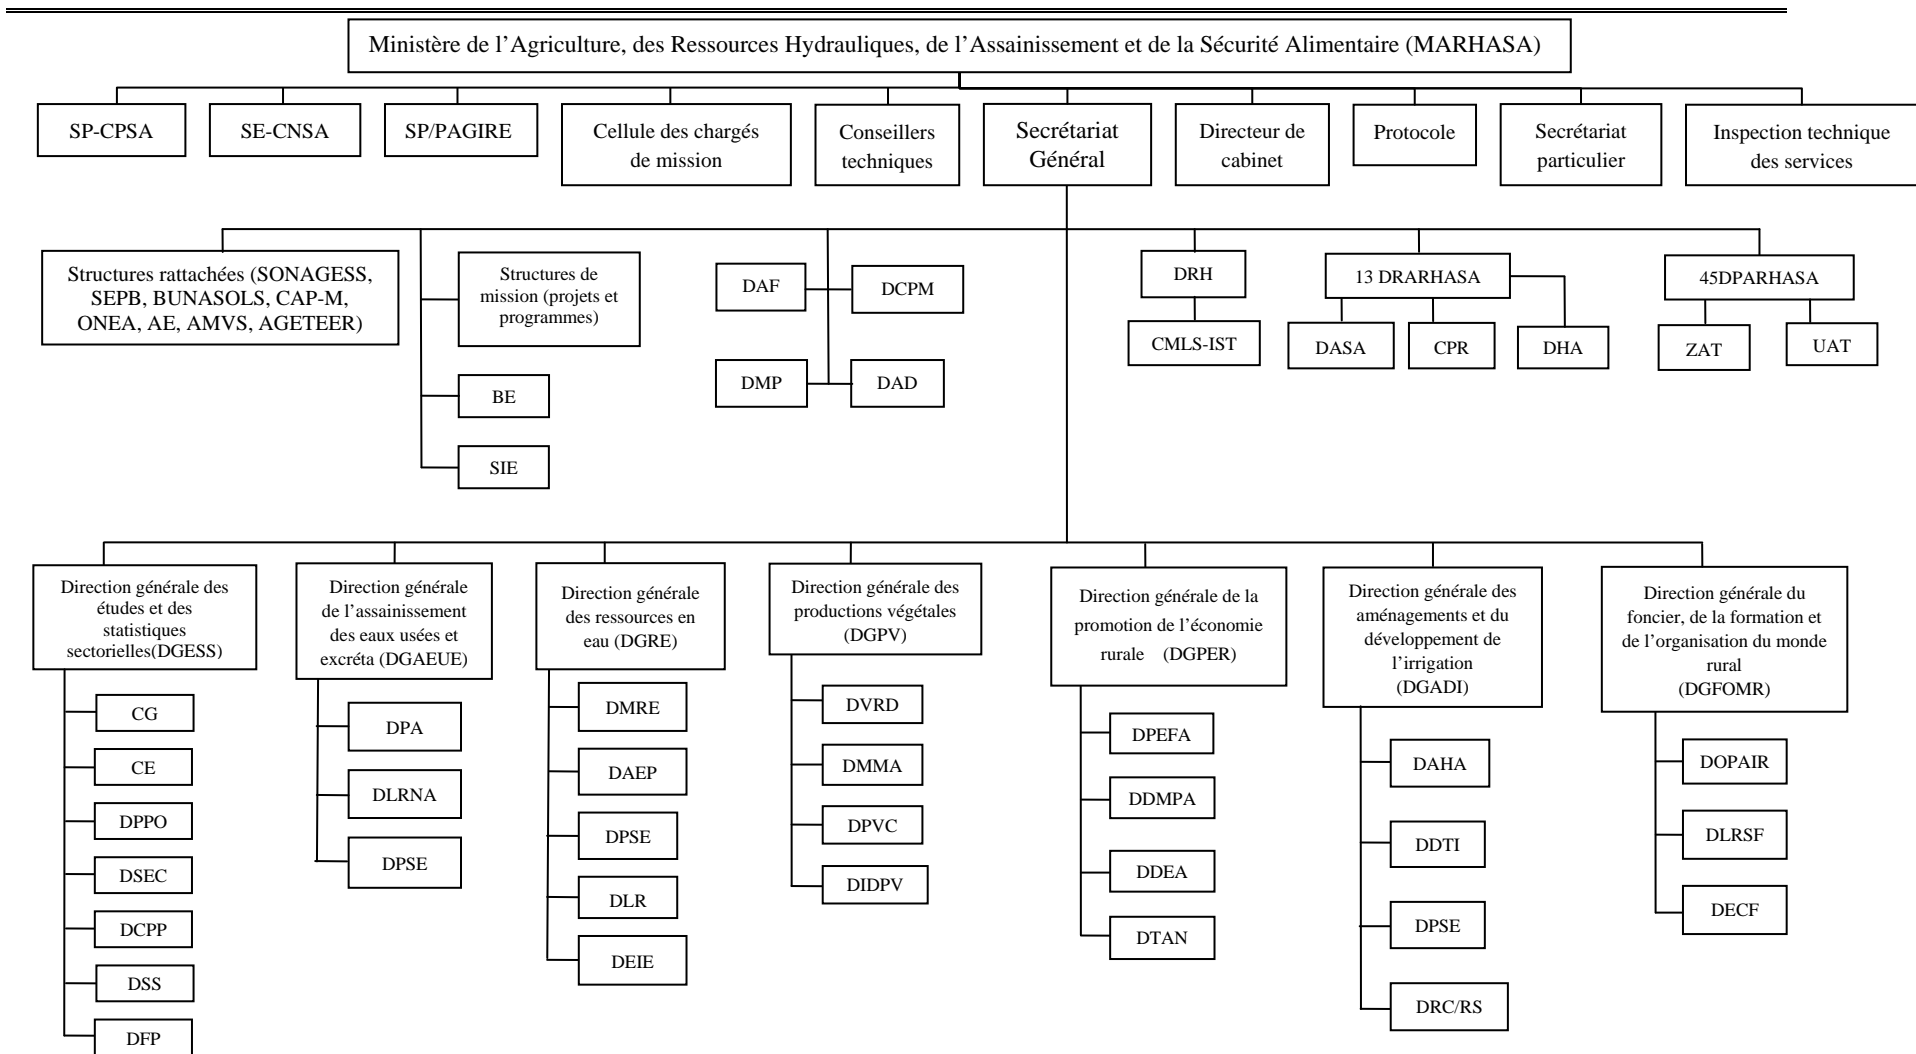 Ministère de l’Agriculture, des Ressources Hydrauliques, de l’Assainissement et de la Sécurité Alimentaire (MARHASA)
SP-CPSA
SE-CNSA
SP/PAGIRE
Cellule des chargés
de mission
Conseillers
techniques
Secrétariat
Général
Directeur de
cabinet
Protocole
Secrétariat
particulier
Inspection technique
des services
Structures rattachées (SONAGESS,
SEPB, BUNASOLS, CAP-M,
ONEA, AE, AMVS, AGETEER)
Structures de
mission (projets et
programmes)
BE
SIE
DAF
DCPM
DMP
DAD
DRH
CMLS-IST
13 DRARHASA
DASA
CPR
DHA
45DPARHASA
ZAT
UAT
Direction générale des
études et des
statistiques
sectorielles(DGESS)
CG
CE
DPPO
DSEC
DCPP
DSS
DFP
Direction générale
de l’assainissement
des eaux usées et
excréta (DGAEUE)
DPA
DLRNA
DPSE
Direction générale
des ressources en
eau (DGRE)
DMRE
DAEP
DPSE
DLR
DEIE
Direction générale des
productions végétales
(DGPV)
DVRD
DMMA
DPVC
DIDPV
Direction générale de la
promotion de l’économie
rurale (DGPER)
DPEFA
DDMPA
DDEA
DTAN
Direction générale des
aménagements et du
développement de
l’irrigation
(DGADI)
DAHA
DDTI
DPSE
DRC/RS
Direction générale du
foncier, de la formation et
de l’organisation du monde
rural
(DGFOMR)
DOPAIR
DLRSF
DECF